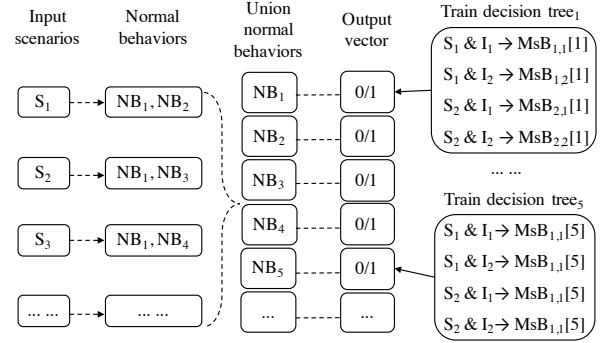 Input scenarios
Normal behaviors
Union normal behaviors
Output vector
S1
NB1, NB2
S2
NB1, NB3
S3
NB1, NB4
... ...
... ...
NB1
0/1
NB2
0/1
NB3
0/1
NB4
0/1
NB5
0/1
...
...
Train decision tree1
S1 & I1 → MsB1,1[1]
S1 & I2 → MsB1,2[1]
S2 & I1 → MsB2,1[1]
S2 & I2 → MsB2,2[1]
... ...
Train decision tree5
S1 & I1 → MsB1,1[5]
S1 & I2 → MsB1,1[5]
S2 & I1 → MsB1,1[5]
S2 & I2 → MsB1,1[5]